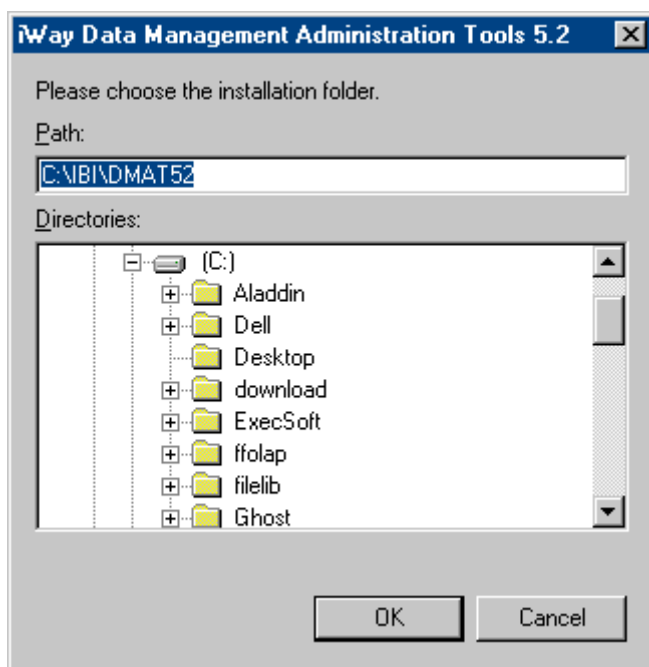 iWay Data Management Administration Tools 5.2
Please choose the installation folder.
Path:
C:\IBI\DMAT52
Directories:
(C:)
Aladdin
Dell
Desktop
download
ExecSoft
ffolap
filelib
Ghost
OK
Cancel